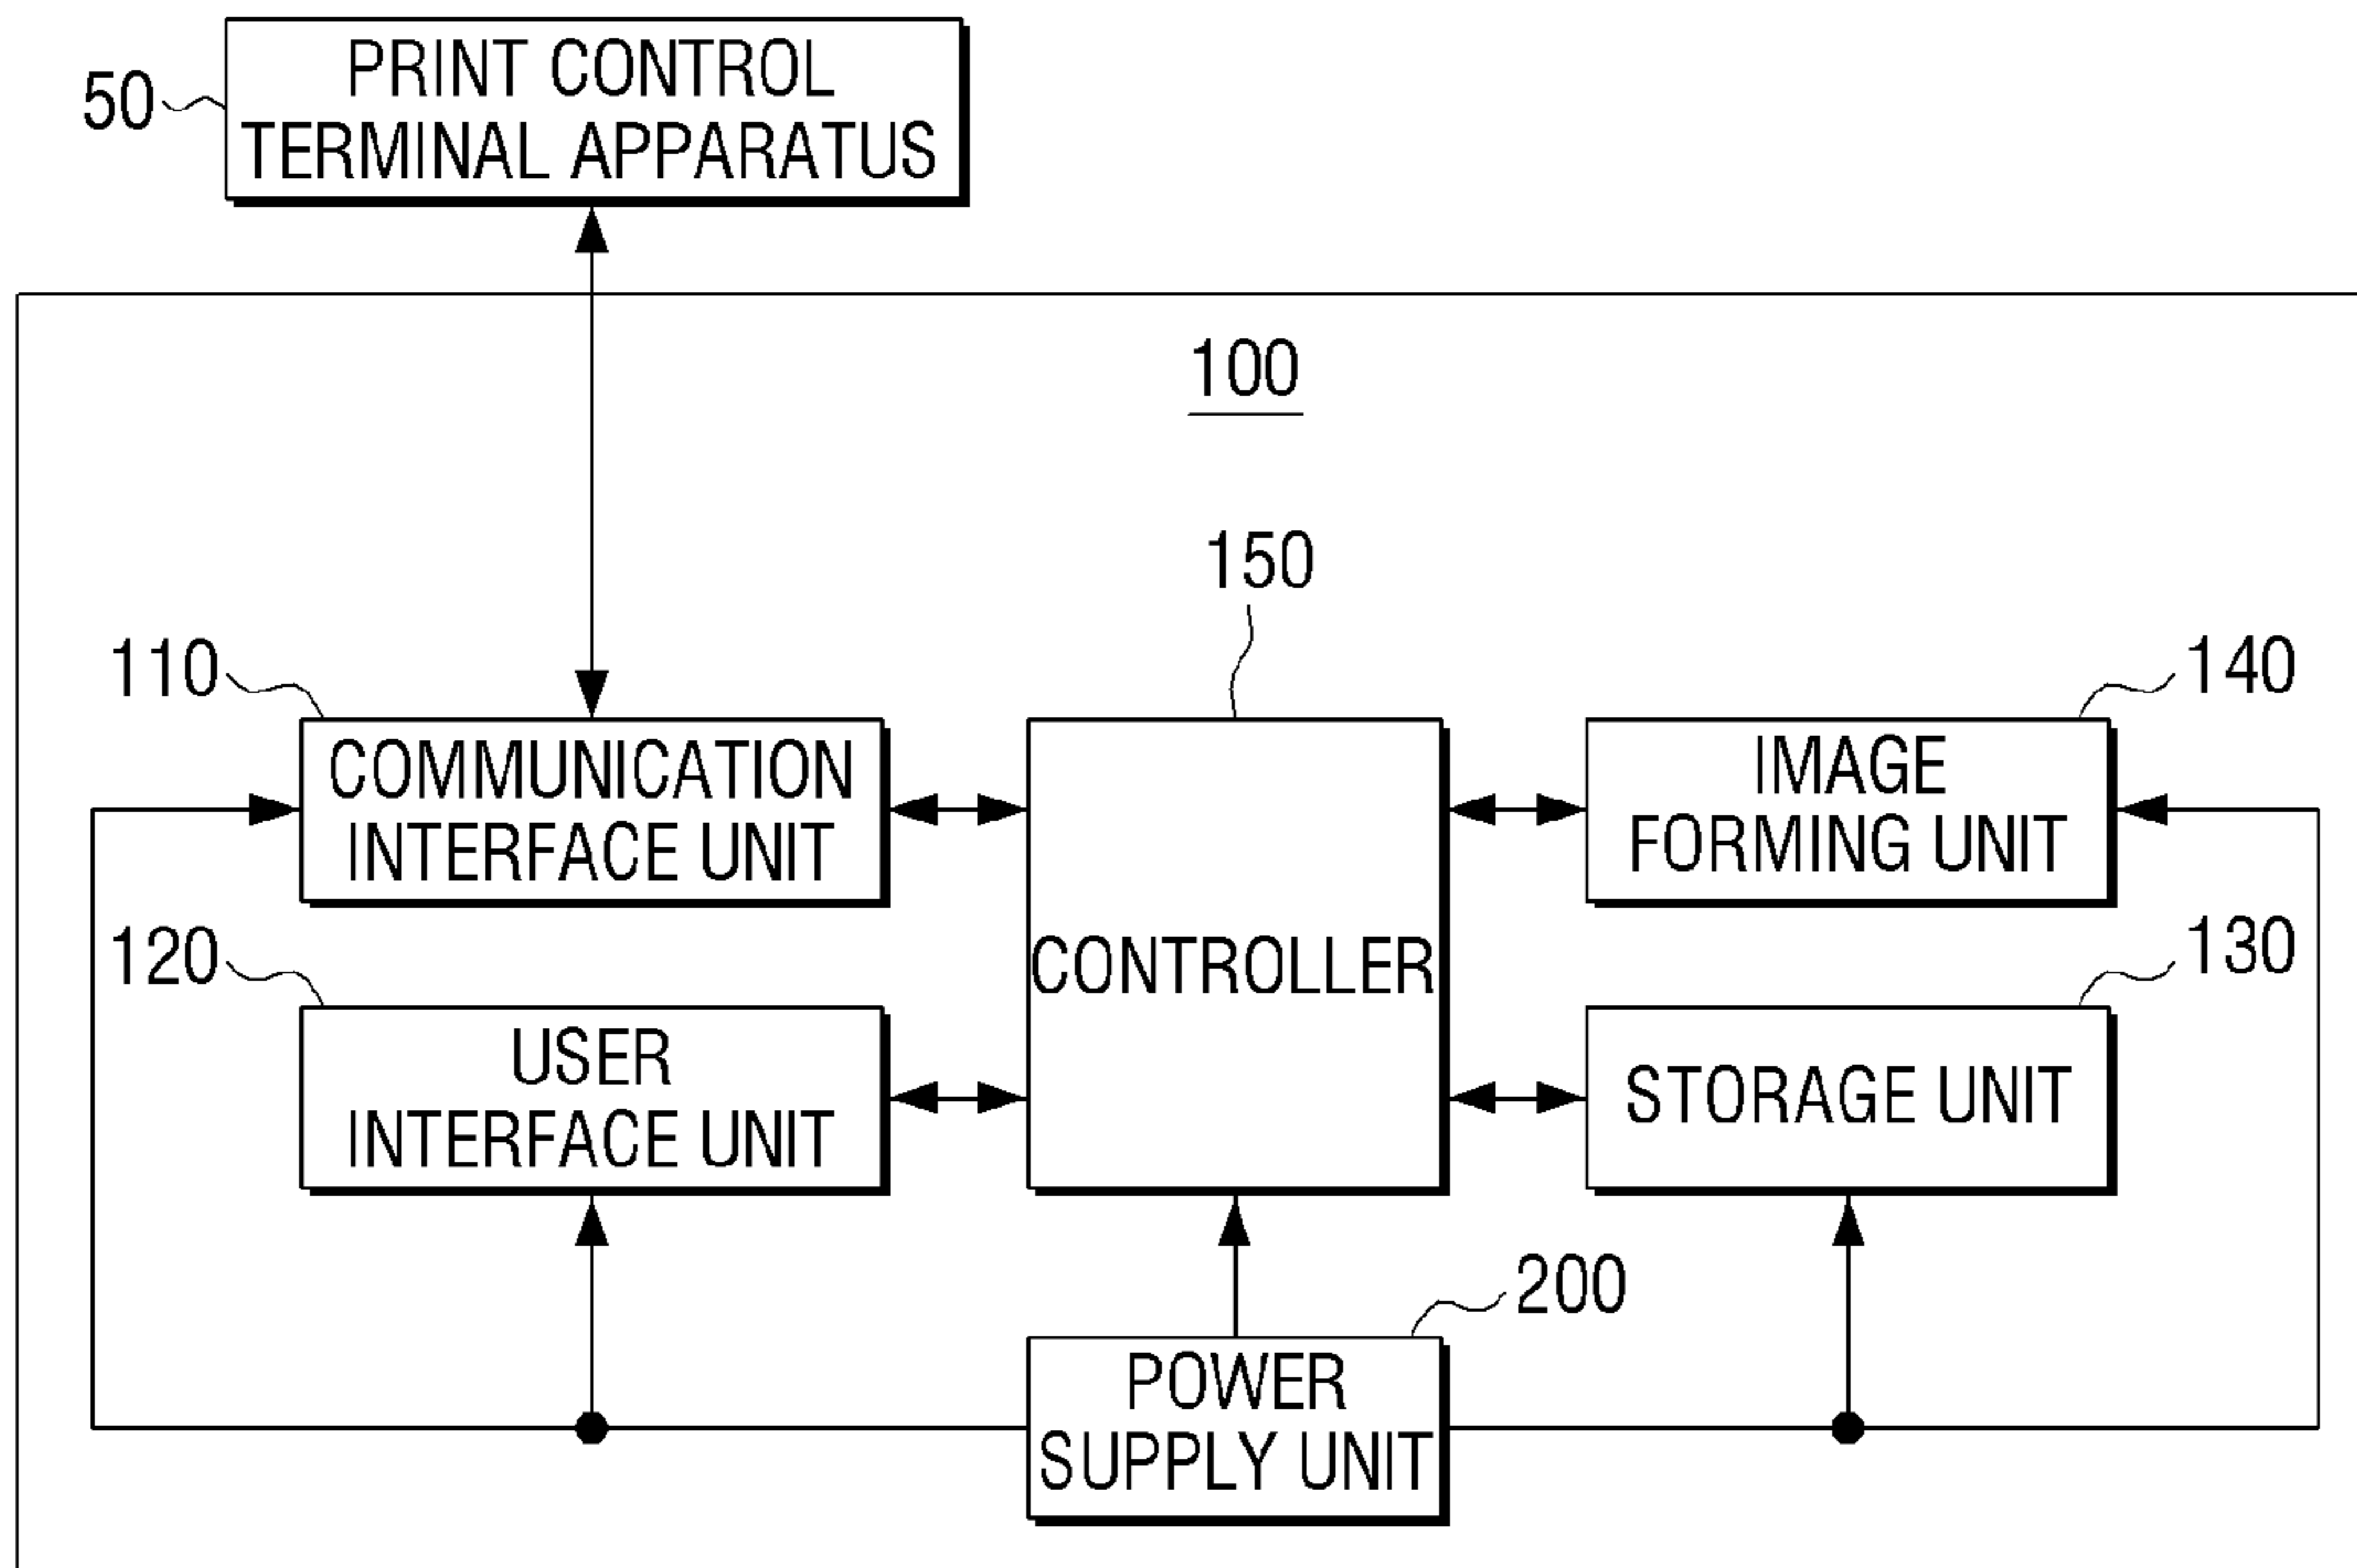 50
PRINT CONTROL
TERMINAL APPARATUS
100
150
110
140
COMMUNICATION
INTERFACE UNIT
IMAGE
FORMING UNIT
120
CONTROLLER
130
USER
INTERFACE UNIT
STORAGE UNIT
200
POWER
SUPPLY UNIT